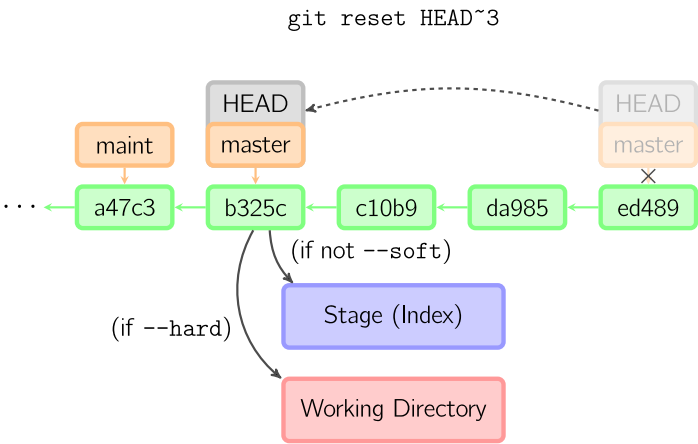 git reset HEAD~3
HEAD HEAD
maint master master
... a47c3 b325c c10b9 da985 ed489
(if not --soft)
Stage (Index)
(if --hard)
Working Directory